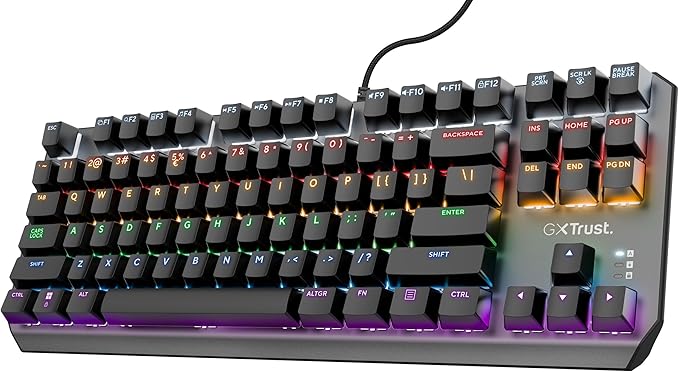 ESC F1 F2 F3 F4 F5 F6 F7 F8 F9 F10 F11 F12 PRT SCRN SCR LK PAUSE BREAK
~ 1! 2@ 3# 4$ 5% € 6^ 7& 8* 9( 0) -_ =+ BACKSPACE INS HOME PG UP
TAB Q W E R T Y U I O P [{ ]} \| DEL END PG DN
CAPS LOCK A S D F G H J K L ;: '" ENTER
GXTrust.
SHIFT Z X C V B N M ,< .> /? SHIFT
CTRL ALT ALTGR FN CTRL